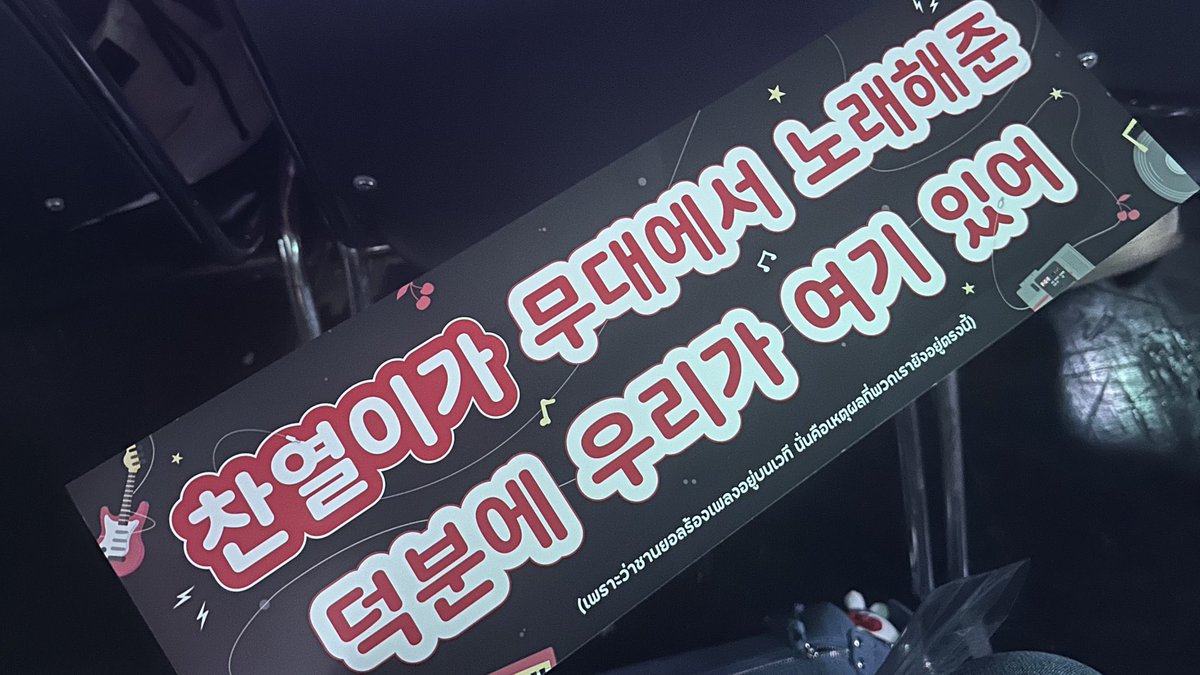 찬열이가 무대에서 노래해준
덕분에 우리가 여기 있어
(เพราะว่าชานยอลร้องเพลงอยู่บนเวที นั่นคือเหตุผลที่พวกเรายังอยู่ตรงนี้)